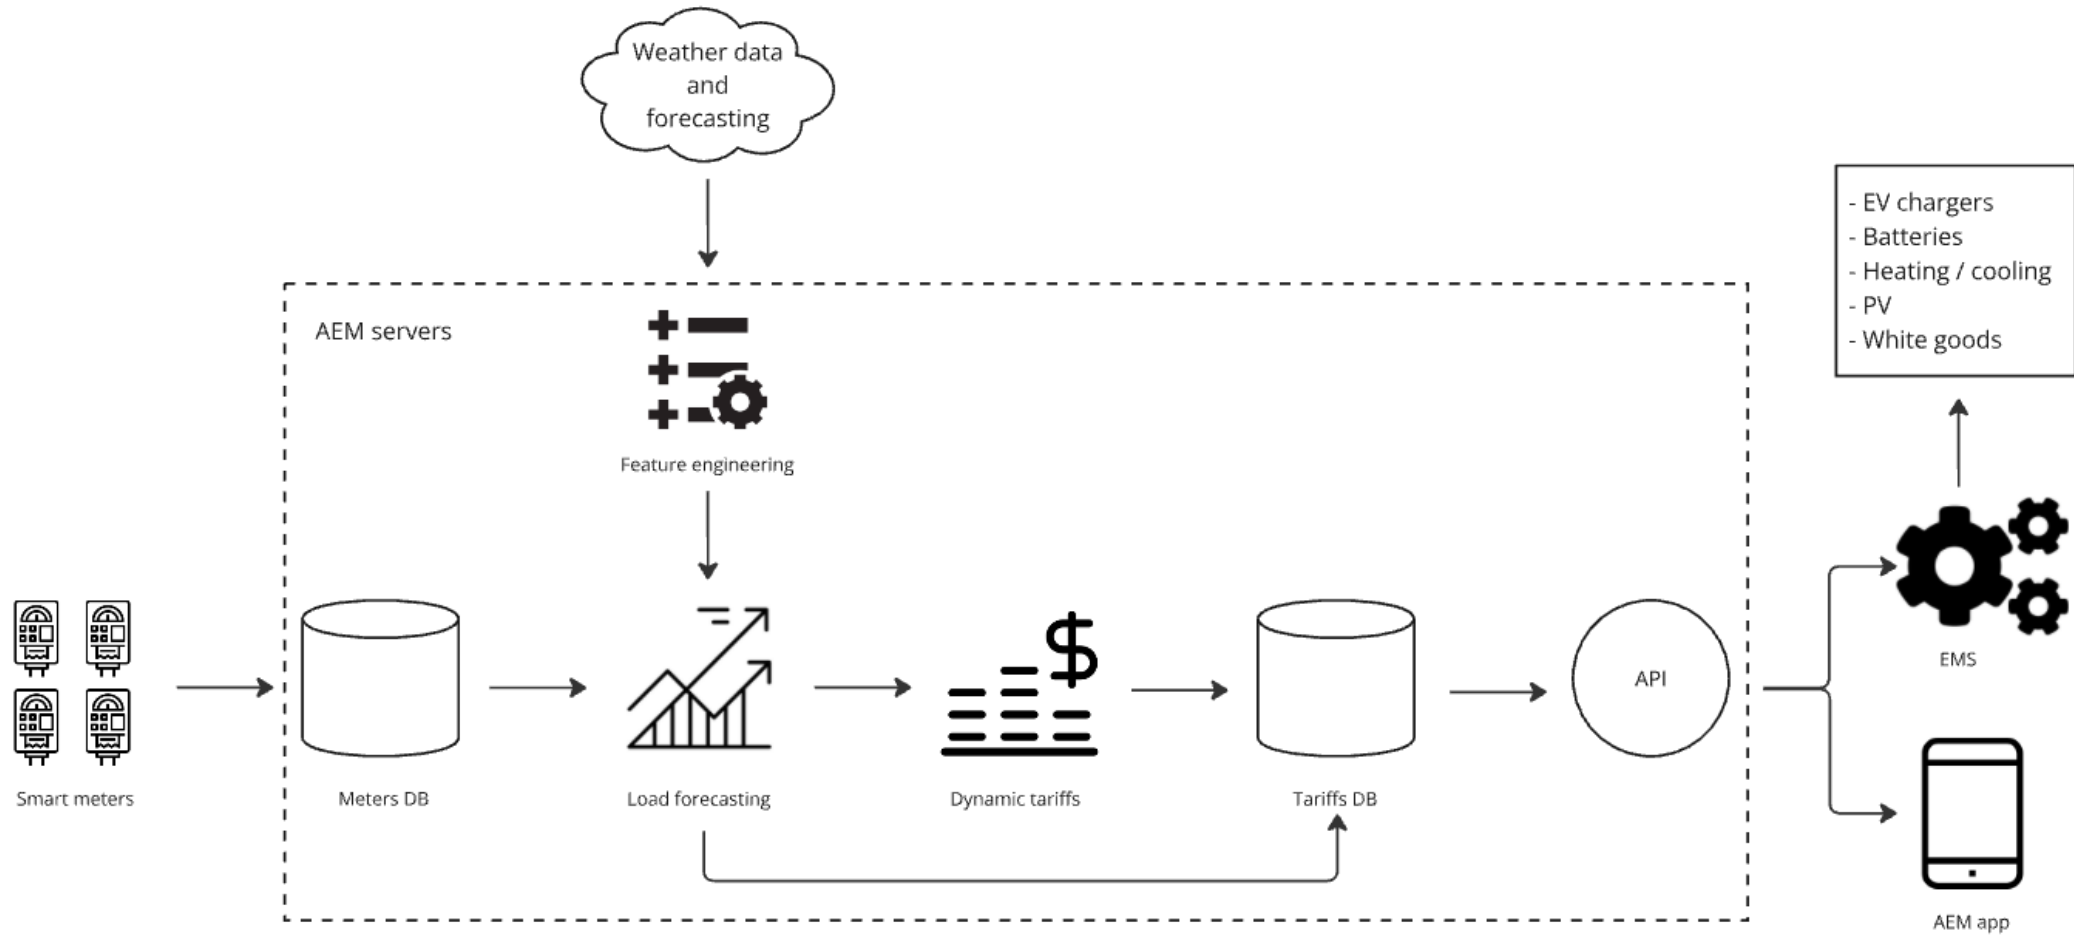 Weather data
and
forecasting
- EV chargers
- Batteries
- Heating / cooling
- PV
- White goods
AEM servers
Feature engineering
EMS
API
Smart meters
Meters DB
Load forecasting
$
Dynamic tariffs
Tariffs DB
AEM app